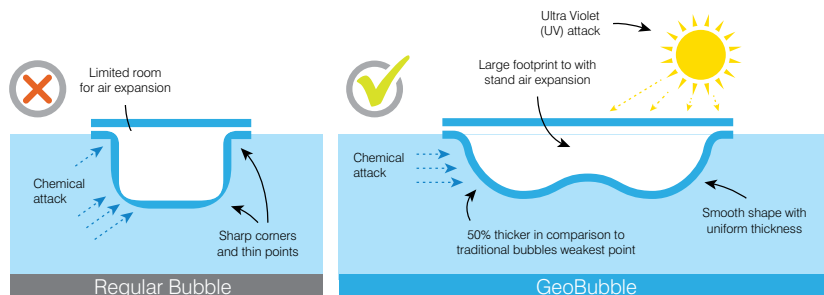 Limited room
for air expansion
Chemical
attack
Sharp corners
and thin points
Regular Bubble
Ultra Violet
(UV) attack
Large footprint to with
stand air expansion
Chemical
attack
50% thicker in comparison to
traditional bubbles weakest point
Smooth shape with
uniform thickness
GeoBubble